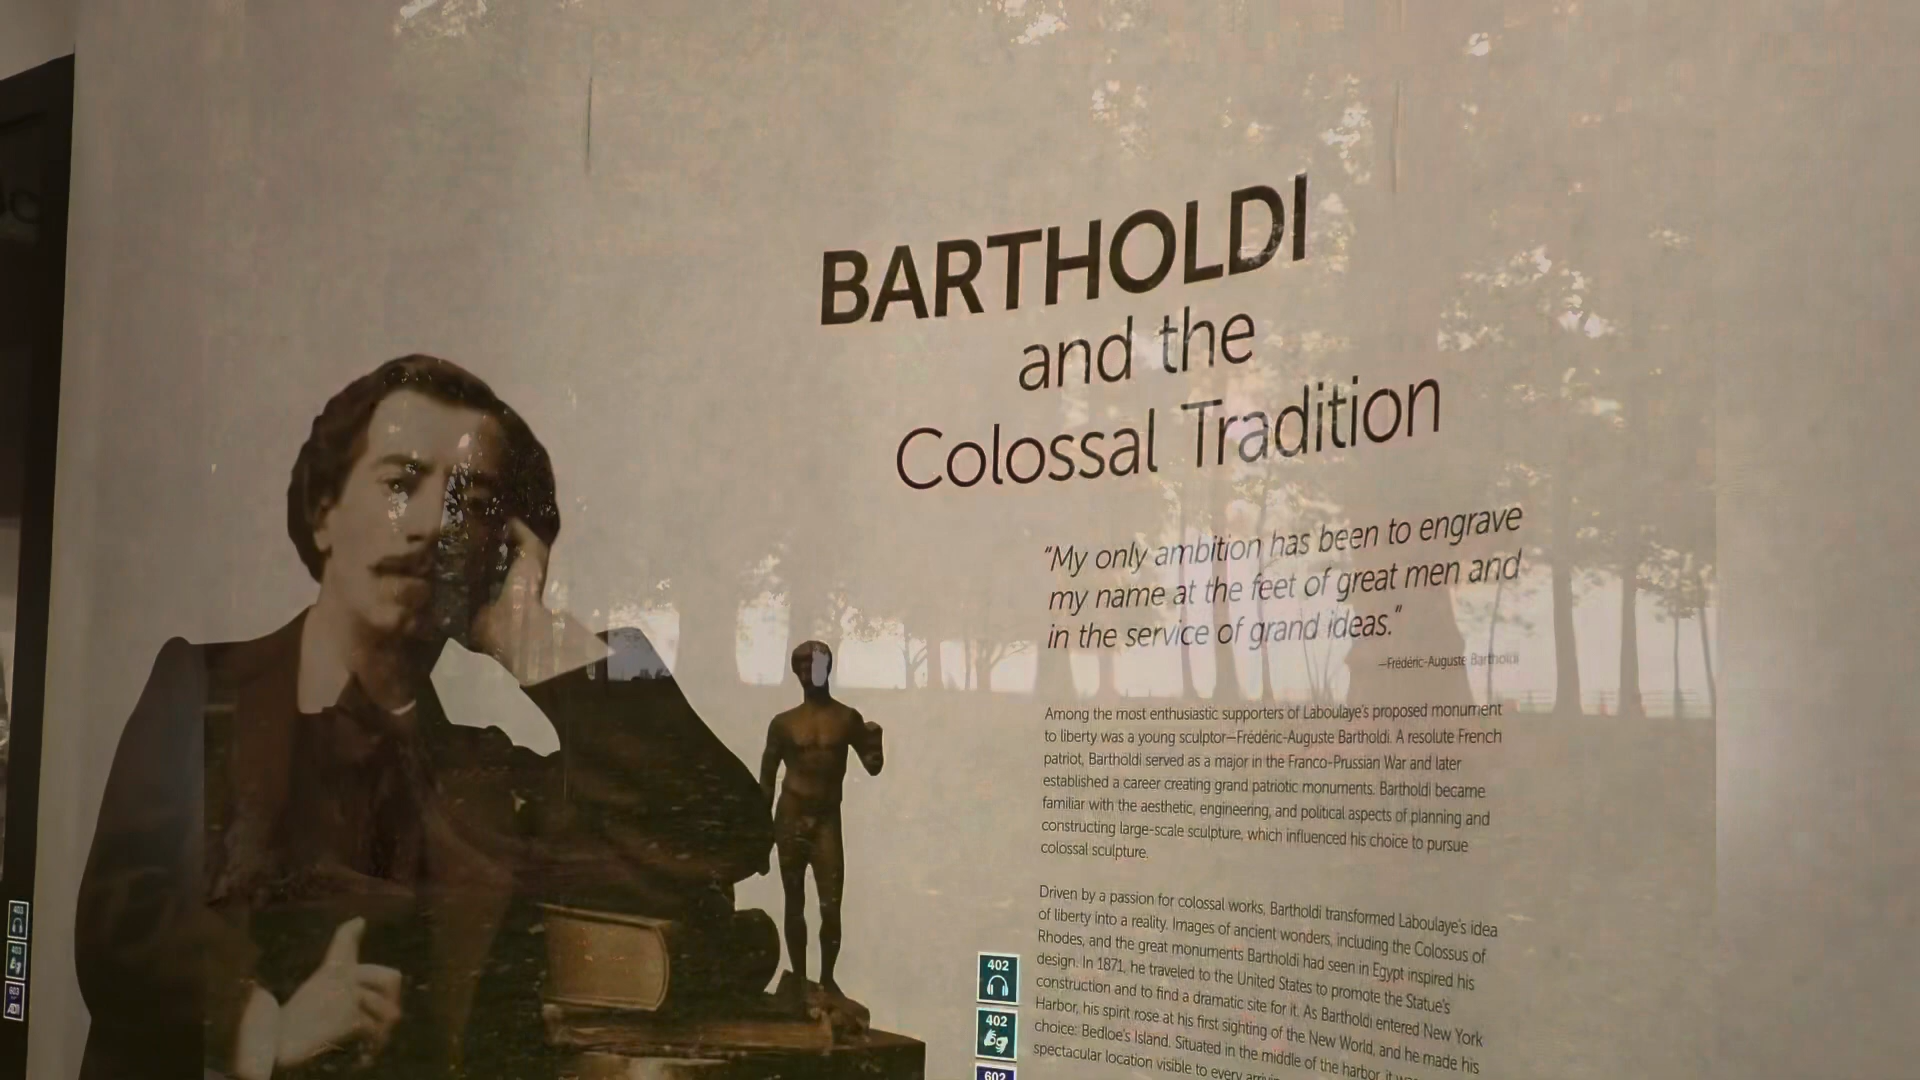 BARTHOLDI
and the
Colossal Tradition
"My only ambition has been to engrave
my name at the feet of great men and
in the service of grand ideas."
—Frédéric-Auguste Bartholdi
Among the most enthusiastic supporters of Laboulaye's proposed monument
to liberty was a young sculptor—Frédéric-Auguste Bartholdi. A resolute French
patriot, Bartholdi served as a major in the Franco-Prussian War and later
established a career creating grand patriotic monuments. Bartholdi became
familiar with the aesthetic, engineering, and political aspects of planning and
constructing large-scale sculpture, which influenced his choice to pursue
colossal sculpture.
Driven by a passion for colossal works, Bartholdi transformed Laboulaye's idea
of liberty into a reality. Images of ancient wonders, including the Colossus of
Rhodes, and the great monuments Bartholdi had seen in Egypt inspired his
design. In 1871, he traveled to the United States to promote the Statue's
construction and to find a dramatic site for it. As Bartholdi entered New York
Harbor, his spirit rose at his first sighting of the New World, and he made his
choice: Bedloe's Island. Situated in the middle of the harbor, it
spectacular location visible to every
402
402
602
403
403
603